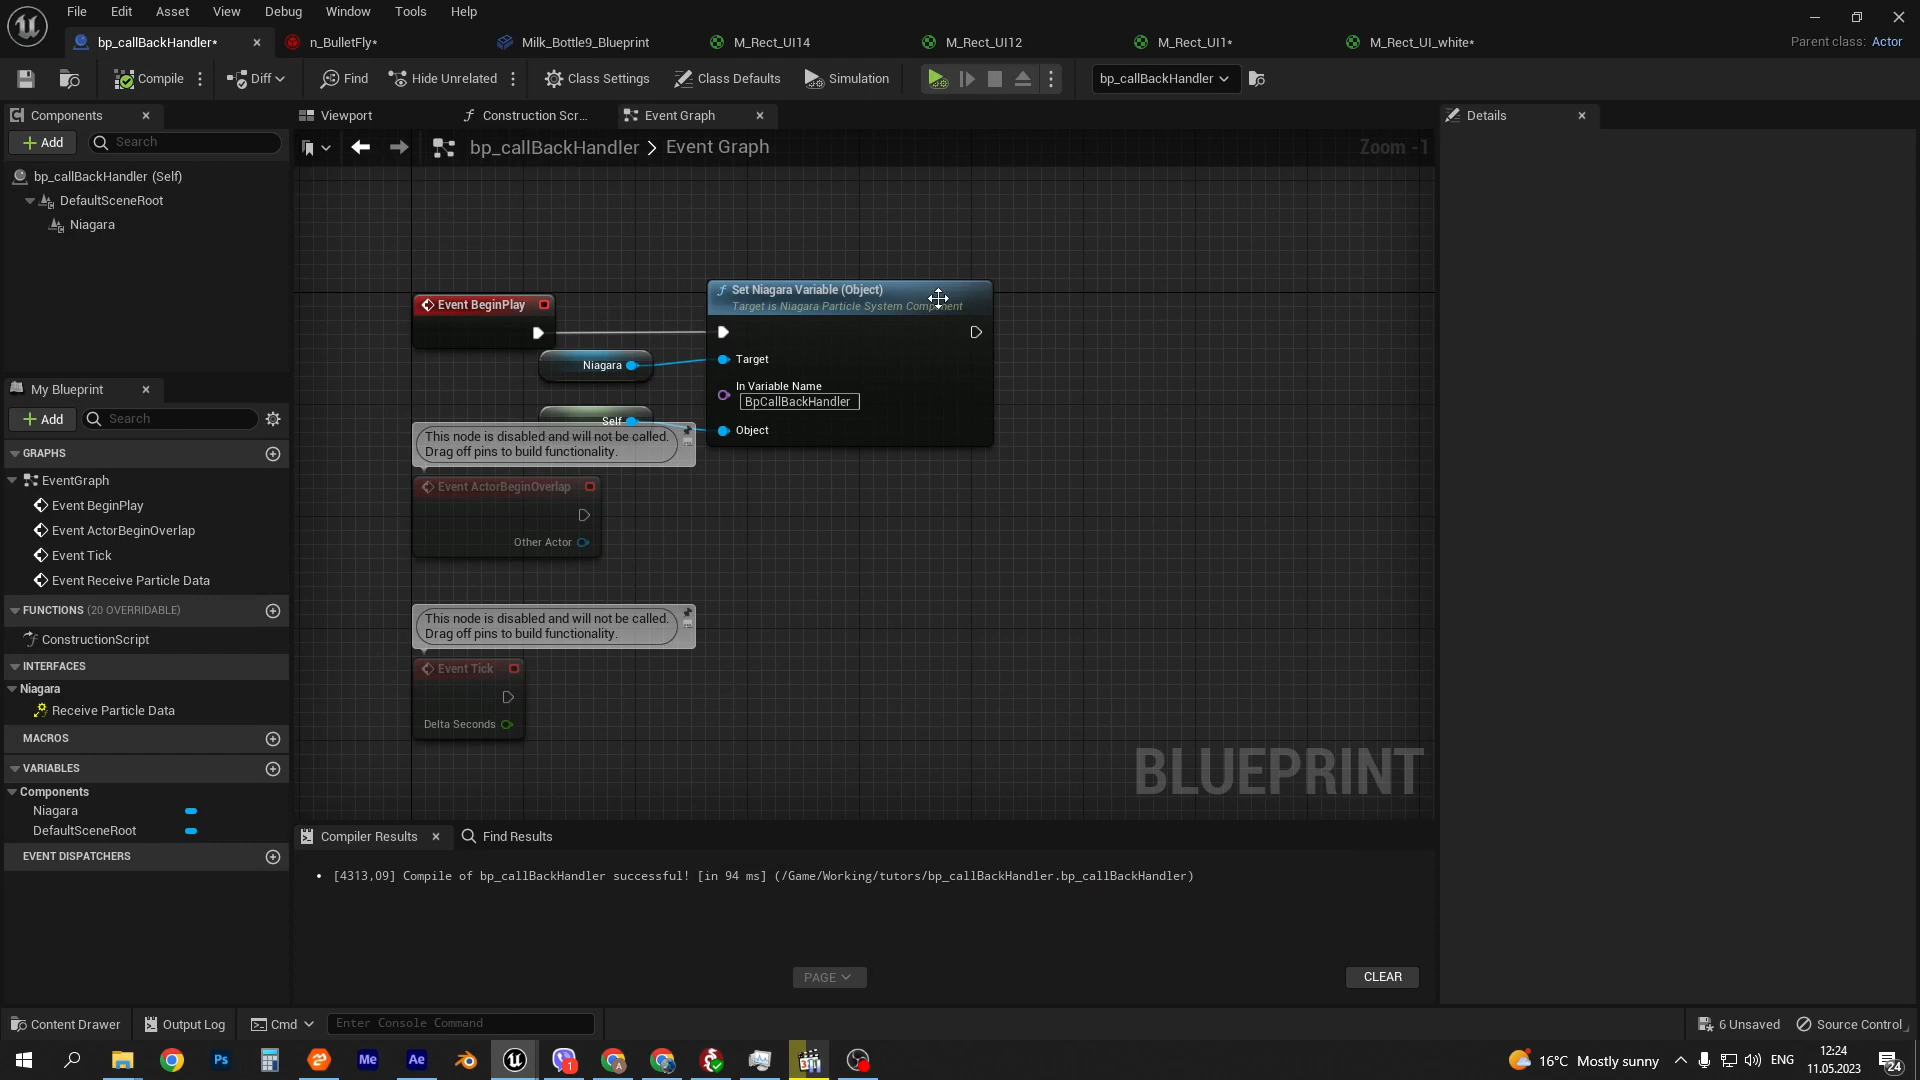 File Edit Asset View Debug Window Tools Help
bp_callBackHandler* n_BulletFly* Milk_Bottle9_Blueprint M_Rect_UI14 M_Rect_UI12 M_Rect_UI1* M_Rect_UI_white* Parent class: Actor
Compile Diff Find Hide Unrelated Class Settings Class Defaults Simulation bp_callBackHandler
Components
Viewport Construction Scr... Event Graph
Details
Add Search
bp_callBackHandler > Event Graph
Zoom -1
bp_callBackHandler (Self)
DefaultSceneRoot
Niagara
Event BeginPlay
Set Niagara Variable (Object)
Target is Niagara Particle System Component
Niagara
Target
In Variable Name
BpCallBackHandler
Self
Object
This node is disabled and will not be called.
Drag off pins to build functionality.
Event ActorBeginOverlap
Other Actor
This node is disabled and will not be called.
Drag off pins to build functionality.
Event Tick
Delta Seconds
BLUEPRINT
My Blueprint
Add Search
GRAPHS
EventGraph
Event BeginPlay
Event ActorBeginOverlap
Event Tick
Event Receive Particle Data
FUNCTIONS (20 OVERRIDABLE)
ConstructionScript
INTERFACES
Niagara
Receive Particle Data
MACROS
VARIABLES
Components
Niagara
DefaultSceneRoot
EVENT DISPATCHERS
Compiler Results Find Results
• [4313,09] Compile of bp_callBackHandler successful! [in 94 ms] (/Game/Working/tutors/bp_callBackHandler.bp_callBackHandler)
PAGE
CLEAR
Content Drawer Output Log Cmd Enter Console Command 6 Unsaved Source Control
Ps Me Ae 1 A 16°C Mostly sunny ENG 12:24
11.05.2023 24